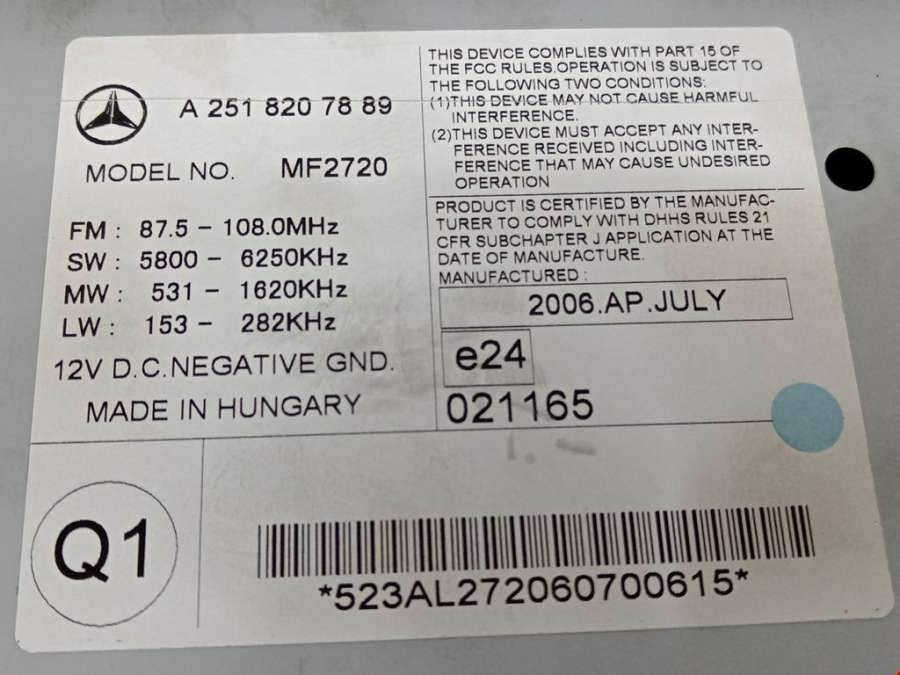 A 251 820 78 89
MODEL NO. MF2720
FM : 87.5 - 108.0MHz
SW : 5800 - 6250KHz
MW : 531 - 1620KHz
LW : 153 - 282KHz
12V D.C.NEGATIVE GND.
MADE IN HUNGARY
THIS DEVICE COMPLIES WITH PART 15 OF
THE FCC RULES.OPERATION IS SUBJECT TO
THE FOLLOWING TWO CONDITIONS:
(1)THIS DEVICE MAY NOT CAUSE HARMFUL
INTERFERENCE.
(2)THIS DEVICE MUST ACCEPT ANY INTER-
FERENCE RECEIVED INCLUDING INTER-
FERENCE THAT MAY CAUSE UNDESIRED
OPERATION
PRODUCT IS CERTIFIED BY THE MANUFAC-
TURER TO COMPLY WITH DHHS RULES 21
CFR SUBCHAPTER J APPLICATION AT THE
DATE OF MANUFACTURE.
MANUFACTURED :
2006.AP.JULY
e24
021165
Q1
*523AL272060700615*